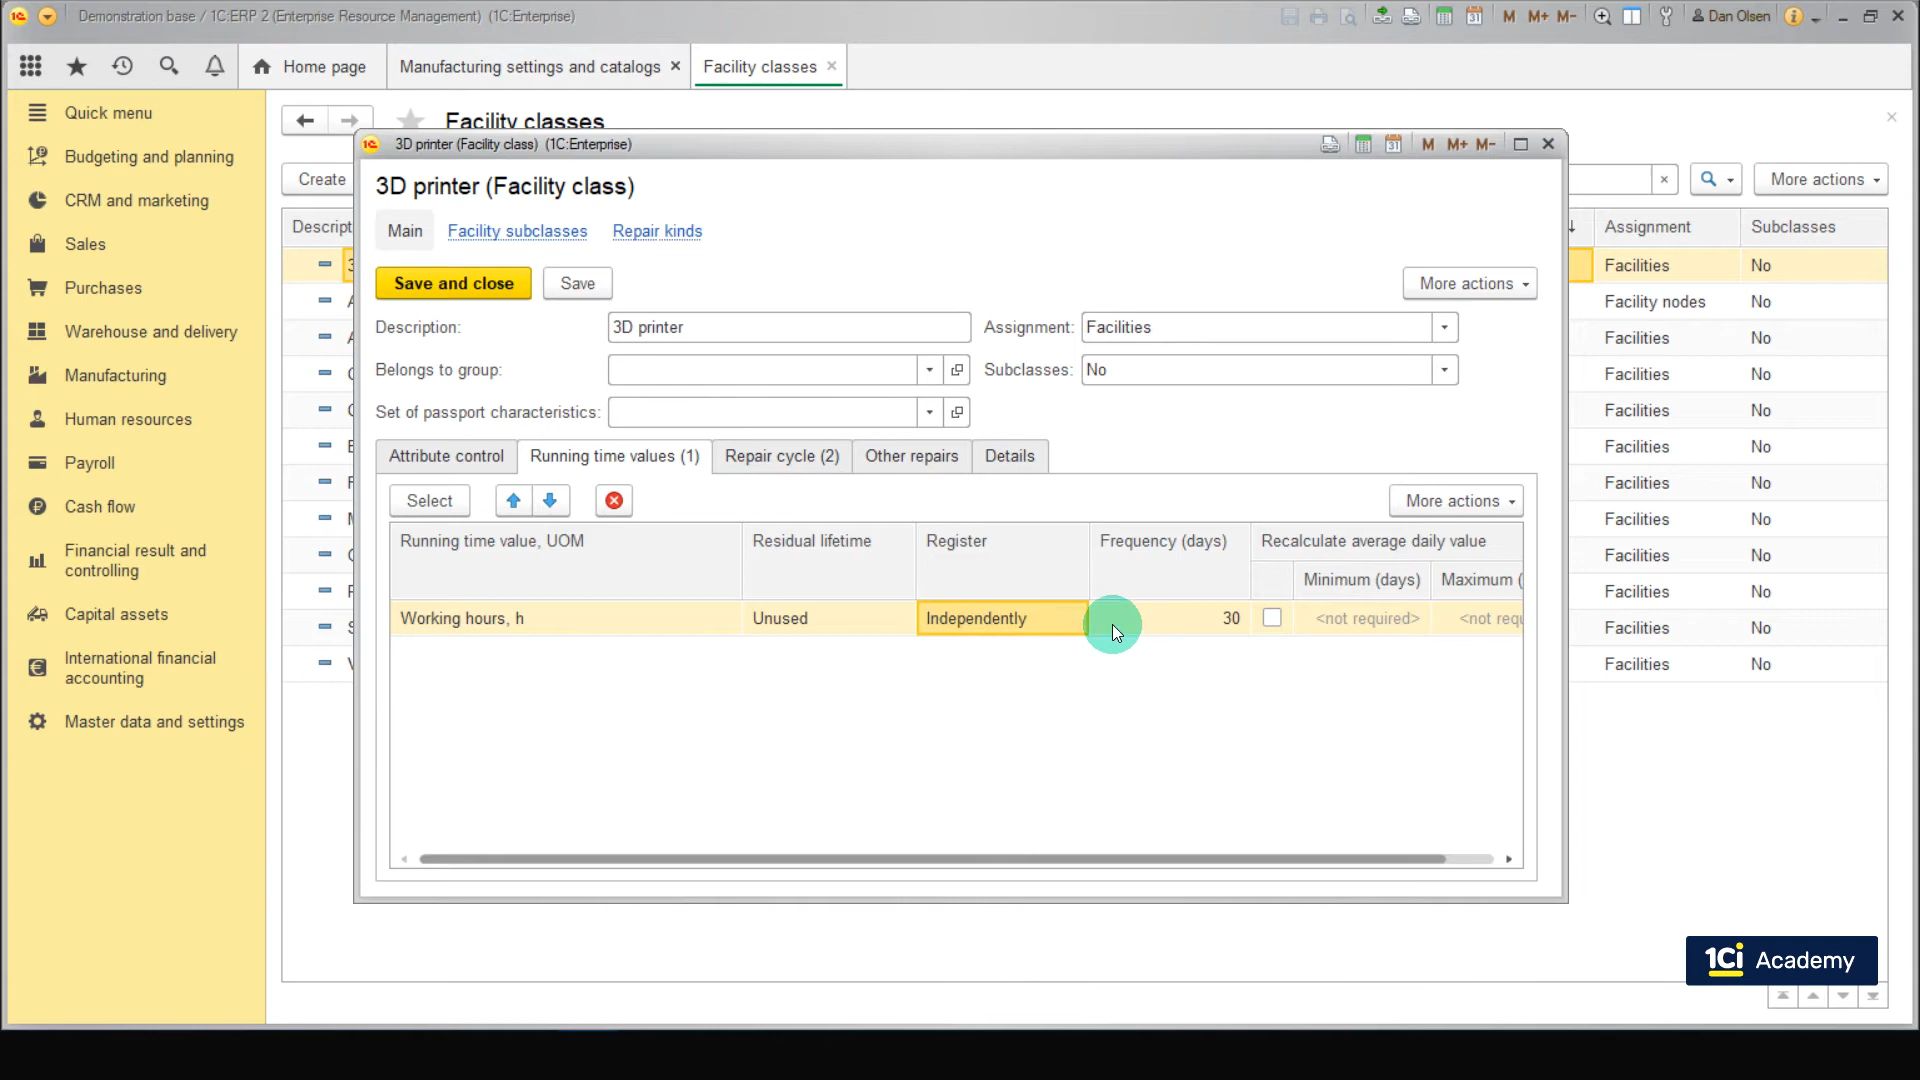 Demonstration base / 1C:ERP 2 (Enterprise Resource Management) (1C:Enterprise)
M M+ M- Dan Olsen
Home page
Manufacturing settings and catalogs
Facility classes
Quick menu
Budgeting and planning
CRM and marketing
Sales
Purchases
Warehouse and delivery
Manufacturing
Human resources
Payroll
Cash flow
Financial result and
controlling
Capital assets
International financial
accounting
Master data and settings
Facility classes
Create
More actions
Descript
Assignment
Subclasses
Facilities No
Facility nodes No
Facilities No
Facilities No
Facilities No
Facilities No
Facilities No
Facilities No
Facilities No
Facilities No
Facilities No
Facilities No
3D printer (Facility class) (1C:Enterprise)
M M+ M-
3D printer (Facility class)
Main
Facility subclasses
Repair kinds
Save and close
Save
More actions
Description: 3D printer
Assignment: Facilities
Belongs to group:
Subclasses: No
Set of passport characteristics:
Attribute control
Running time values (1)
Repair cycle (2)
Other repairs
Details
Select
More actions
Running time value, UOM
Residual lifetime
Register
Frequency (days)
Recalculate average daily value
Minimum (days)
Maximum (
Working hours, h
Unused
Independently
30
<not required>
<not requ
1Ci Academy